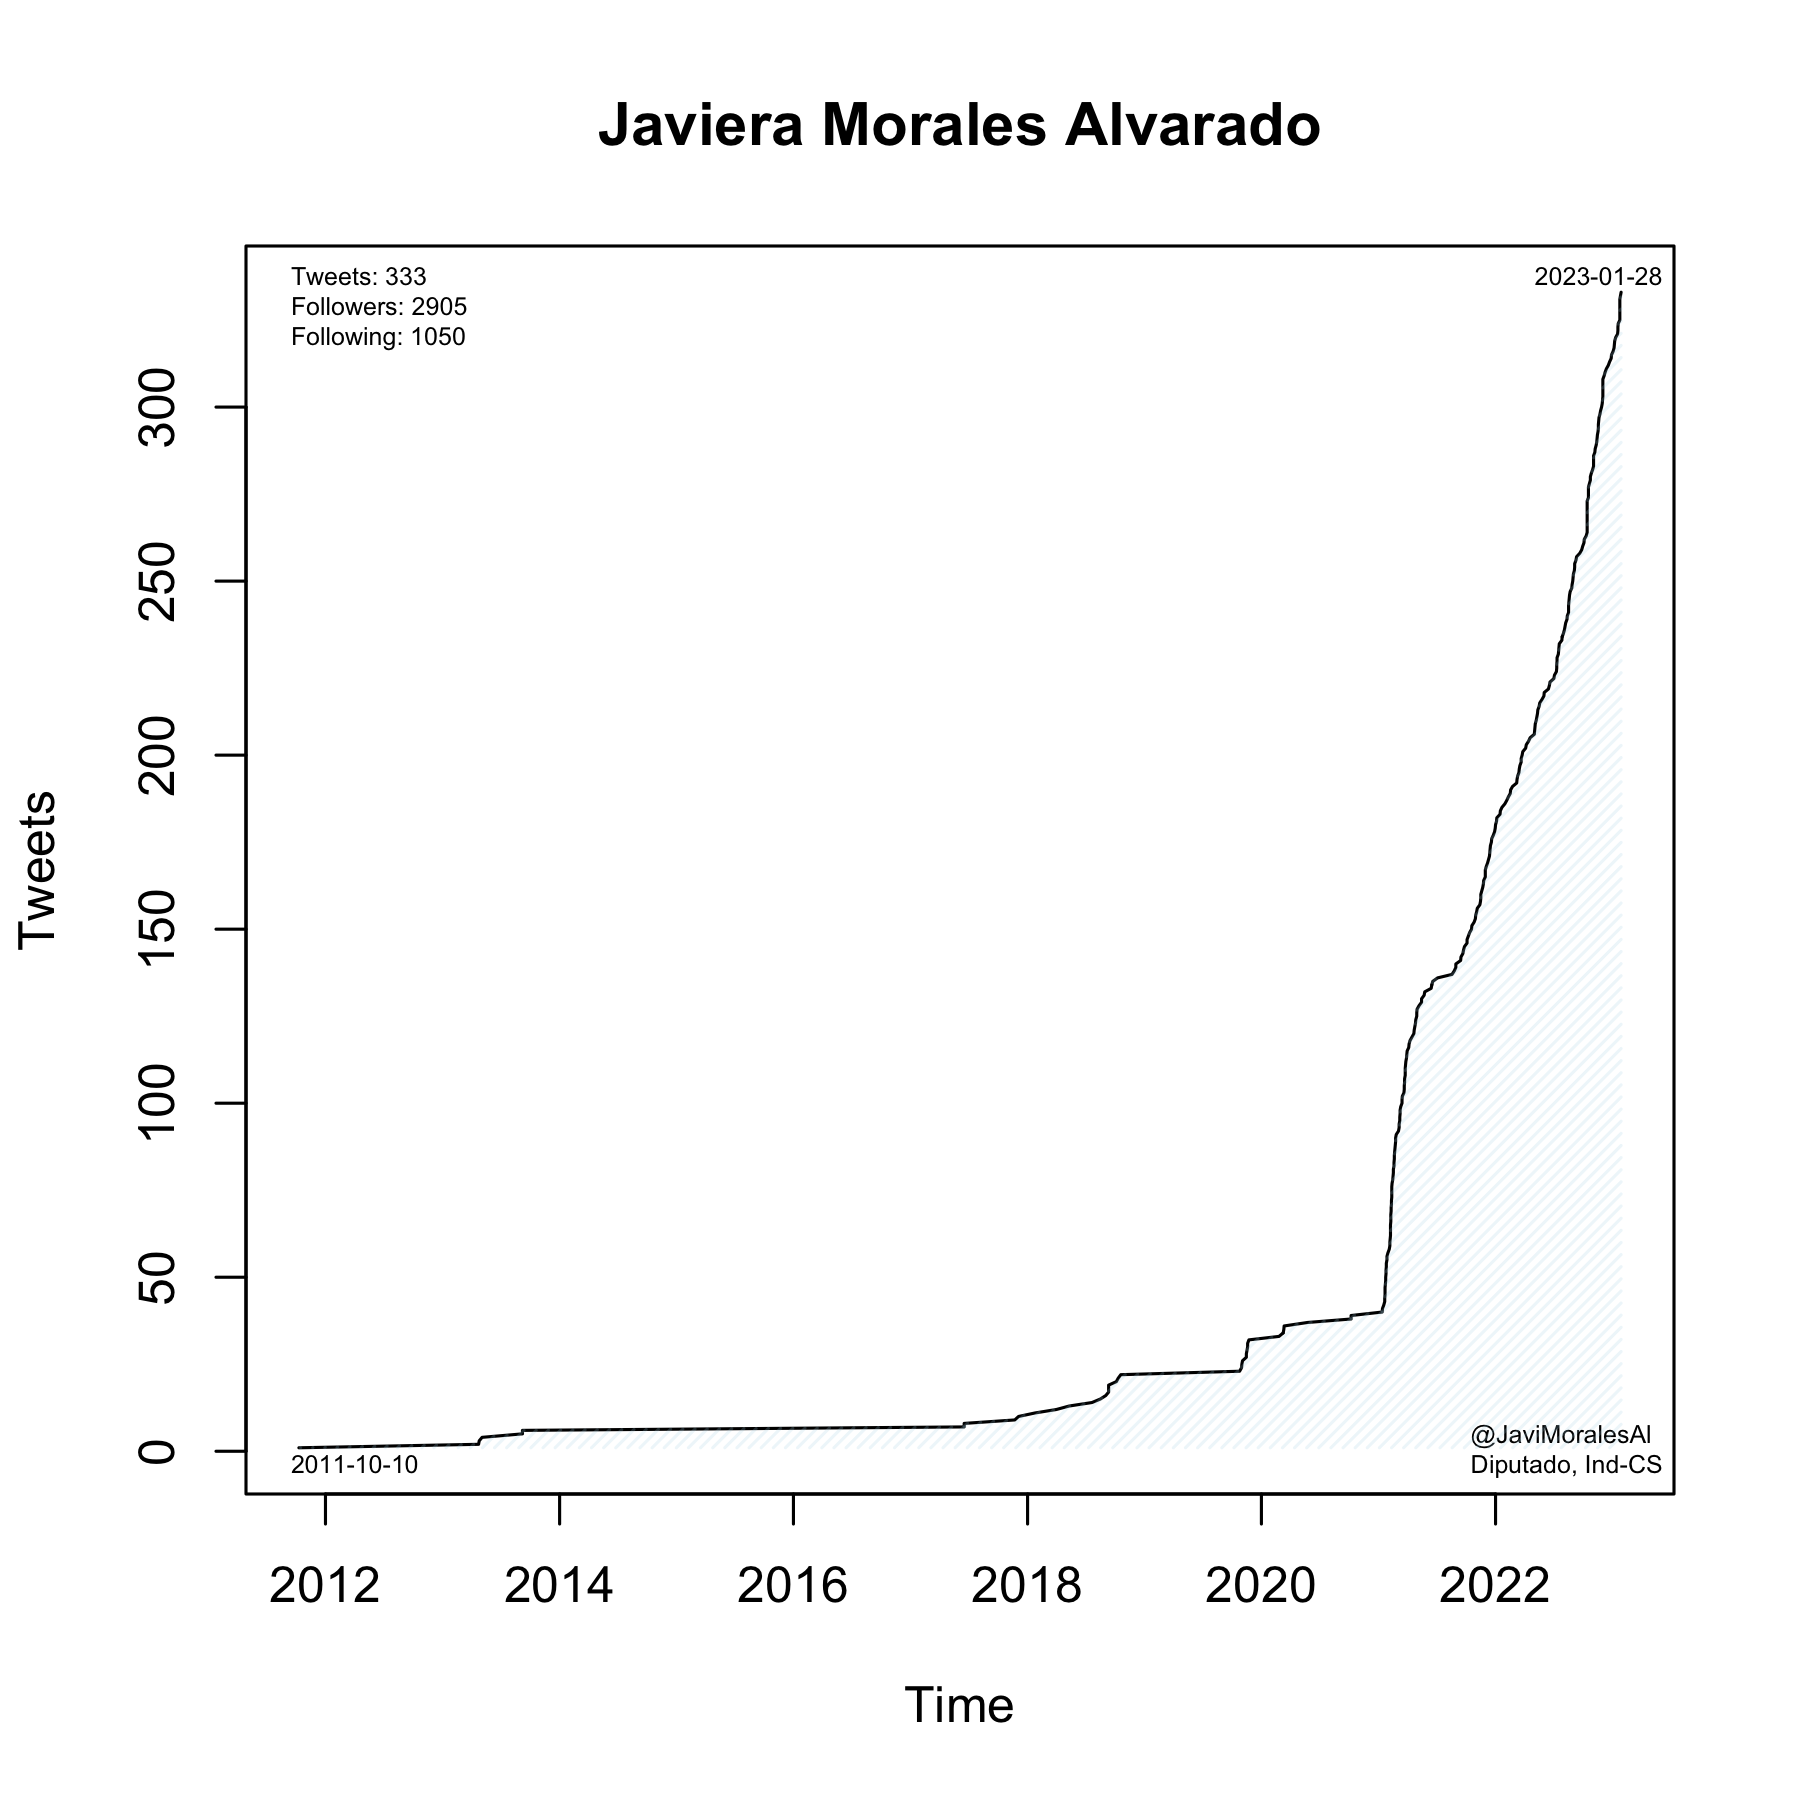 Javiera Morales Alvarado
Tweets: 333
Followers: 2905
Following: 1050
2023-01-28
300
250
200
150
100
50
0
Tweets
@JaviMoralesAl
Diputado, Ind-CS
2011-10-10
2012 2014 2016 2018 2020 2022
Time